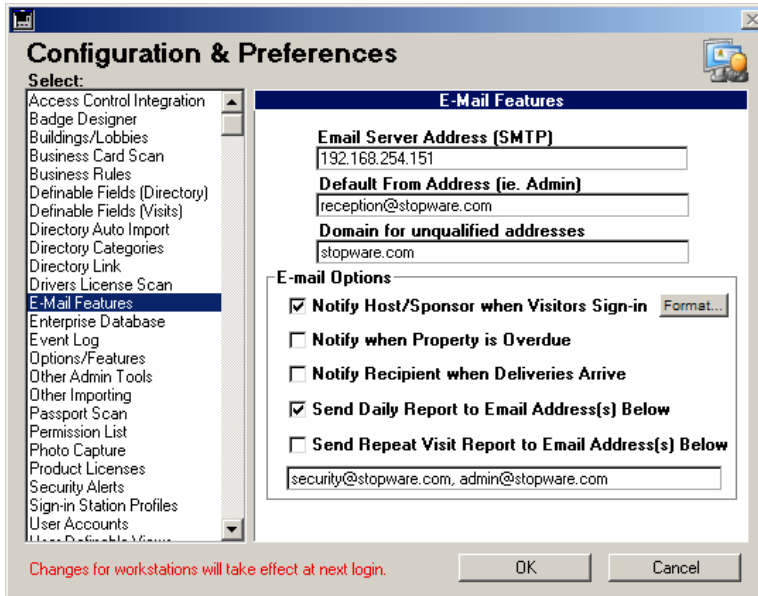 Configuration & Preferences
Select:
Access Control Integration
Badge Designer
Buildings/Lobbies
Business Card Scan
Business Rules
Definable Fields (Directory)
Definable Fields (Visits)
Directory Auto Import
Directory Categories
Directory Link
Drivers License Scan
E-Mail Features
Enterprise Database
Event Log
Options/Features
Other Admin Tools
Other Importing
Passport Scan
Permission List
Photo Capture
Product Licenses
Security Alerts
Sign-in Station Profiles
User Accounts
User Definable Views
E-Mail Features
Email Server Address (SMTP)
192.168.254.151
Default From Address (ie. Admin)
reception@stopware.com
Domain for unqualified addresses
stopware.com
E-mail Options
Notify Host/Sponsor when Visitors Sign-in Format...
Notify when Property is Overdue
Notify Recipient when Deliveries Arrive
Send Daily Report to Email Address(s) Below
Send Repeat Visit Report to Email Address(s) Below
security@stopware.com, admin@stopware.com
Changes for workstations will take effect at next login.
OK
Cancel